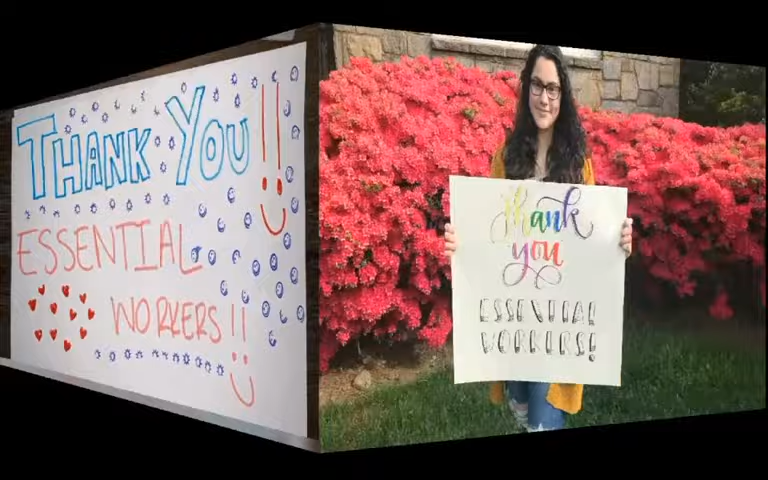 THANK YOU!!
ESSENTIAL
WORKERS!!
thank
you
ESSENTIAL
WORKERS!